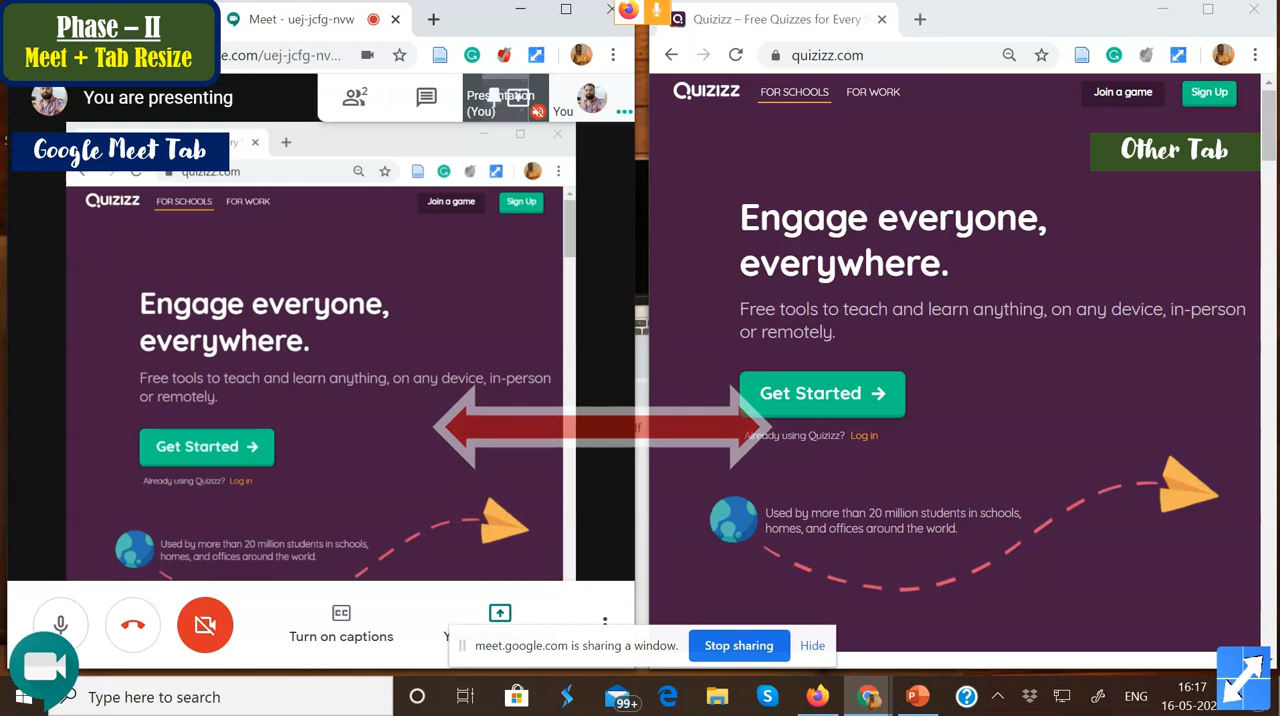 Phase – II
Meet + Tab Resize
Meet - uej-jcfg-nvw
Quizizz – Free Quizzes for Every
e.com/uej-jcfg-nv...
quizizz.com
You are presenting
2
Presentation
(You)
You
Google Meet Tab
quizizz.com
QUIZIZZ
FOR SCHOOLS
FOR WORK
Join a game
Sign Up
Engage everyone,
everywhere.
Free tools to teach and learn anything, on any device, in-person
or remotely.
Get Started
Already using Quizizz? Log in
Used by more than 20 million students in schools,
homes, and offices around the world.
QUIZIZZ
FOR SCHOOLS
FOR WORK
Join a game
Sign Up
Other Tab
Engage everyone,
everywhere.
Free tools to teach and learn anything, on any device, in-person
or remotely.
Get Started
Already using Quizizz? Log in
Used by more than 20 million students in schools,
homes, and offices around the world.
CC
Turn on captions
meet.google.com is sharing a window.
Stop sharing
Hide
Type here to search
99+
ENG
16:17
16-05-202